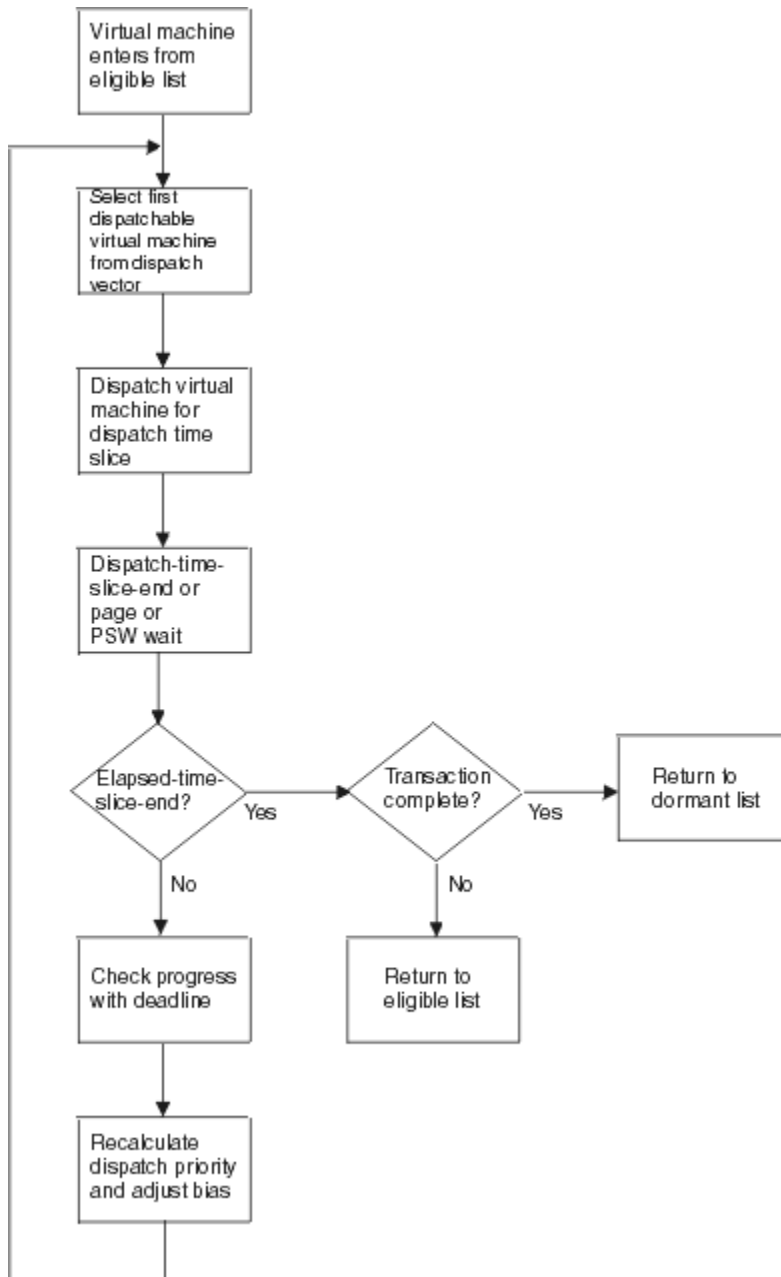 Virtual machine
enters from
eligible list
Select first
dispatchable
virtual machine
from dispatch
vector
Dispatch virtual
machine for
dispatch time
slice
Dispatch-time-
slice-end or
page or
PSW wait
Elapsed-time-
slice-end?
Yes
Transaction
complete?
Yes
Return to
dormant list
No
No
Check progress
with deadline
Return to
eligible list
Recalculate
dispatch priority
and adjust bias